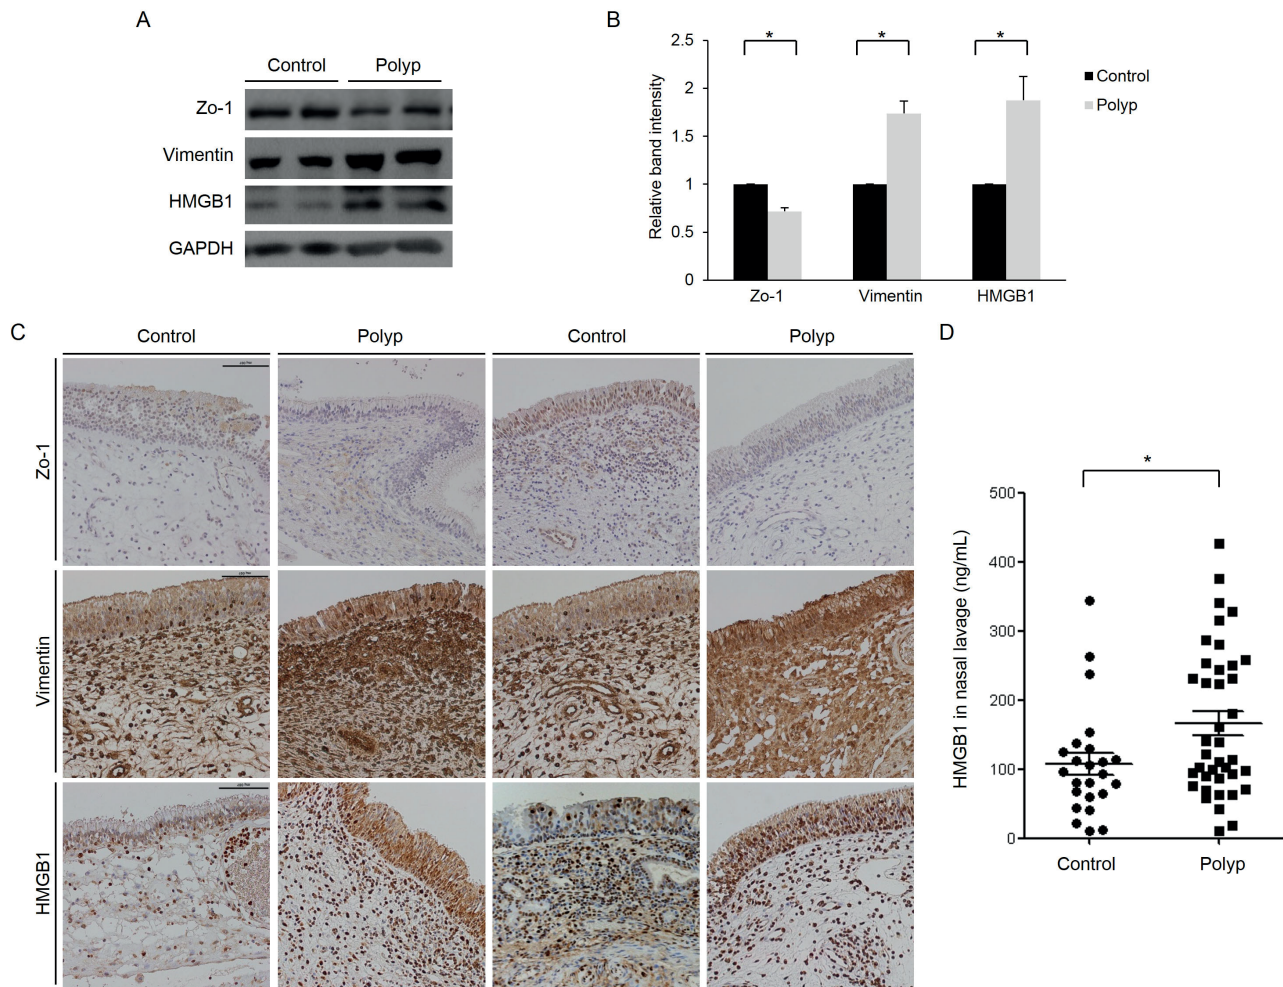 A
Control Polyp
Zo-1
Vimentin
HMGB1
GAPDH
B
Relative band intensity
2.5
2
1.5
1
0.5
0
* * *
Control
Polyp
Zo-1 Vimentin HMGB1
C
Control Polyp Control Polyp
Zo-1
Vimentin
HMGB1
D
*
HMGB1 in nasal lavage (ng/mL)
500
400
300
200
100
0
Control Polyp